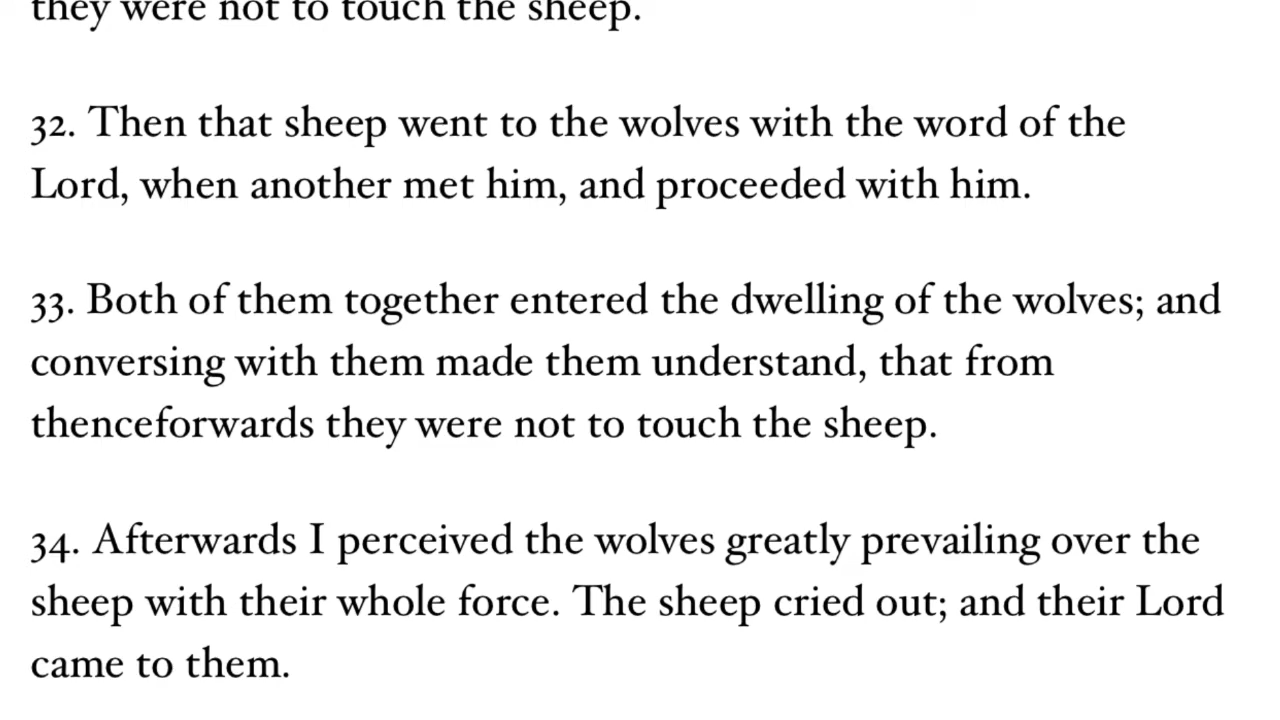 they were not to touch the sheep.
32. Then that sheep went to the wolves with the word of the
Lord, when another met him, and proceeded with him.
33. Both of them together entered the dwelling of the wolves; and
conversing with them made them understand, that from
thenceforwards they were not to touch the sheep.
34. Afterwards I perceived the wolves greatly prevailing over the
sheep with their whole force. The sheep cried out; and their Lord
came to them.